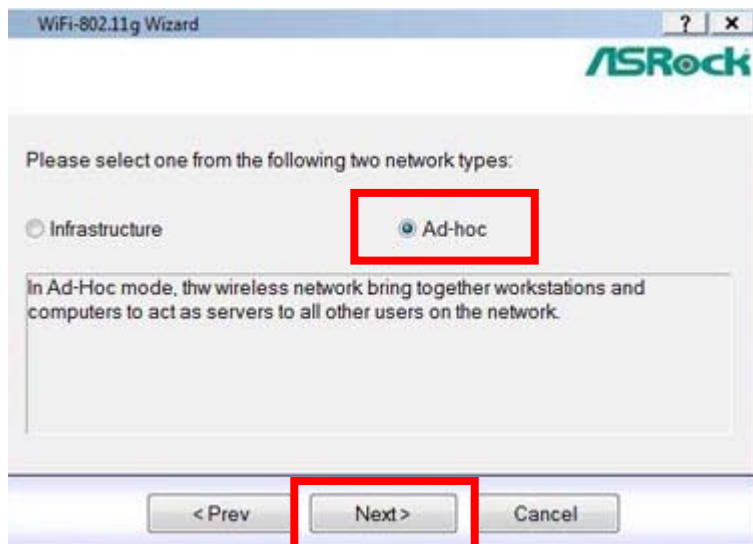 WiFi-802.11g Wizard
ASRock
Please select one from the following two network types:
Infrastructure
Ad-hoc
In Ad-Hoc mode, thw wireless network bring together workstations and
computers to act as servers to all other users on the network.
< Prev
Next >
Cancel